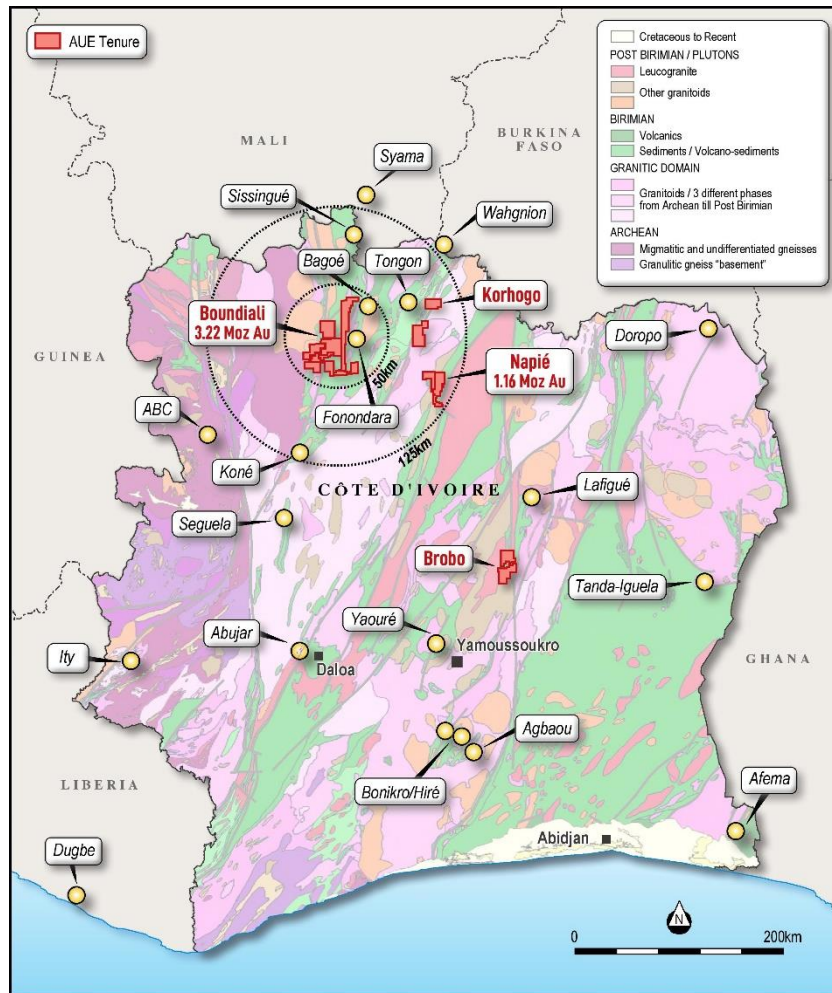 AUE Tenure
Cretaceous to Recent
POST BIRIMIAN / PLUTONS
Leucogranite
Other granitoids
BIRIMIAN
Volcanics
Sediments / Volcano-sediments
GRANITIC DOMAIN
Granitoids / 3 different phases
from Archean till Post Birimian
ARCHEAN
Migmatitic and undifferentiated gneisses
Granulitic gneiss "basement"
MALI
BURKINA
FASO
Syama
Sissingué
Wahgnion
Bagoé
Tongon
Korhogo
Boundiali
3.22 Moz Au
Doropo
GUINEA
Napié
1.16 Moz Au
50km
Fonondara
ABC
125km
Koné
CÔTE D'IVOIRE
Lafigué
Seguela
Brobo
Tanda-Iguela
Yaouré
Abujar
Yamoussoukro
Ity
Daloa
GHANA
Agbaou
LIBERIA
Bonikro/Hiré
Afema
Abidjan
Dugbe
N
0
200km